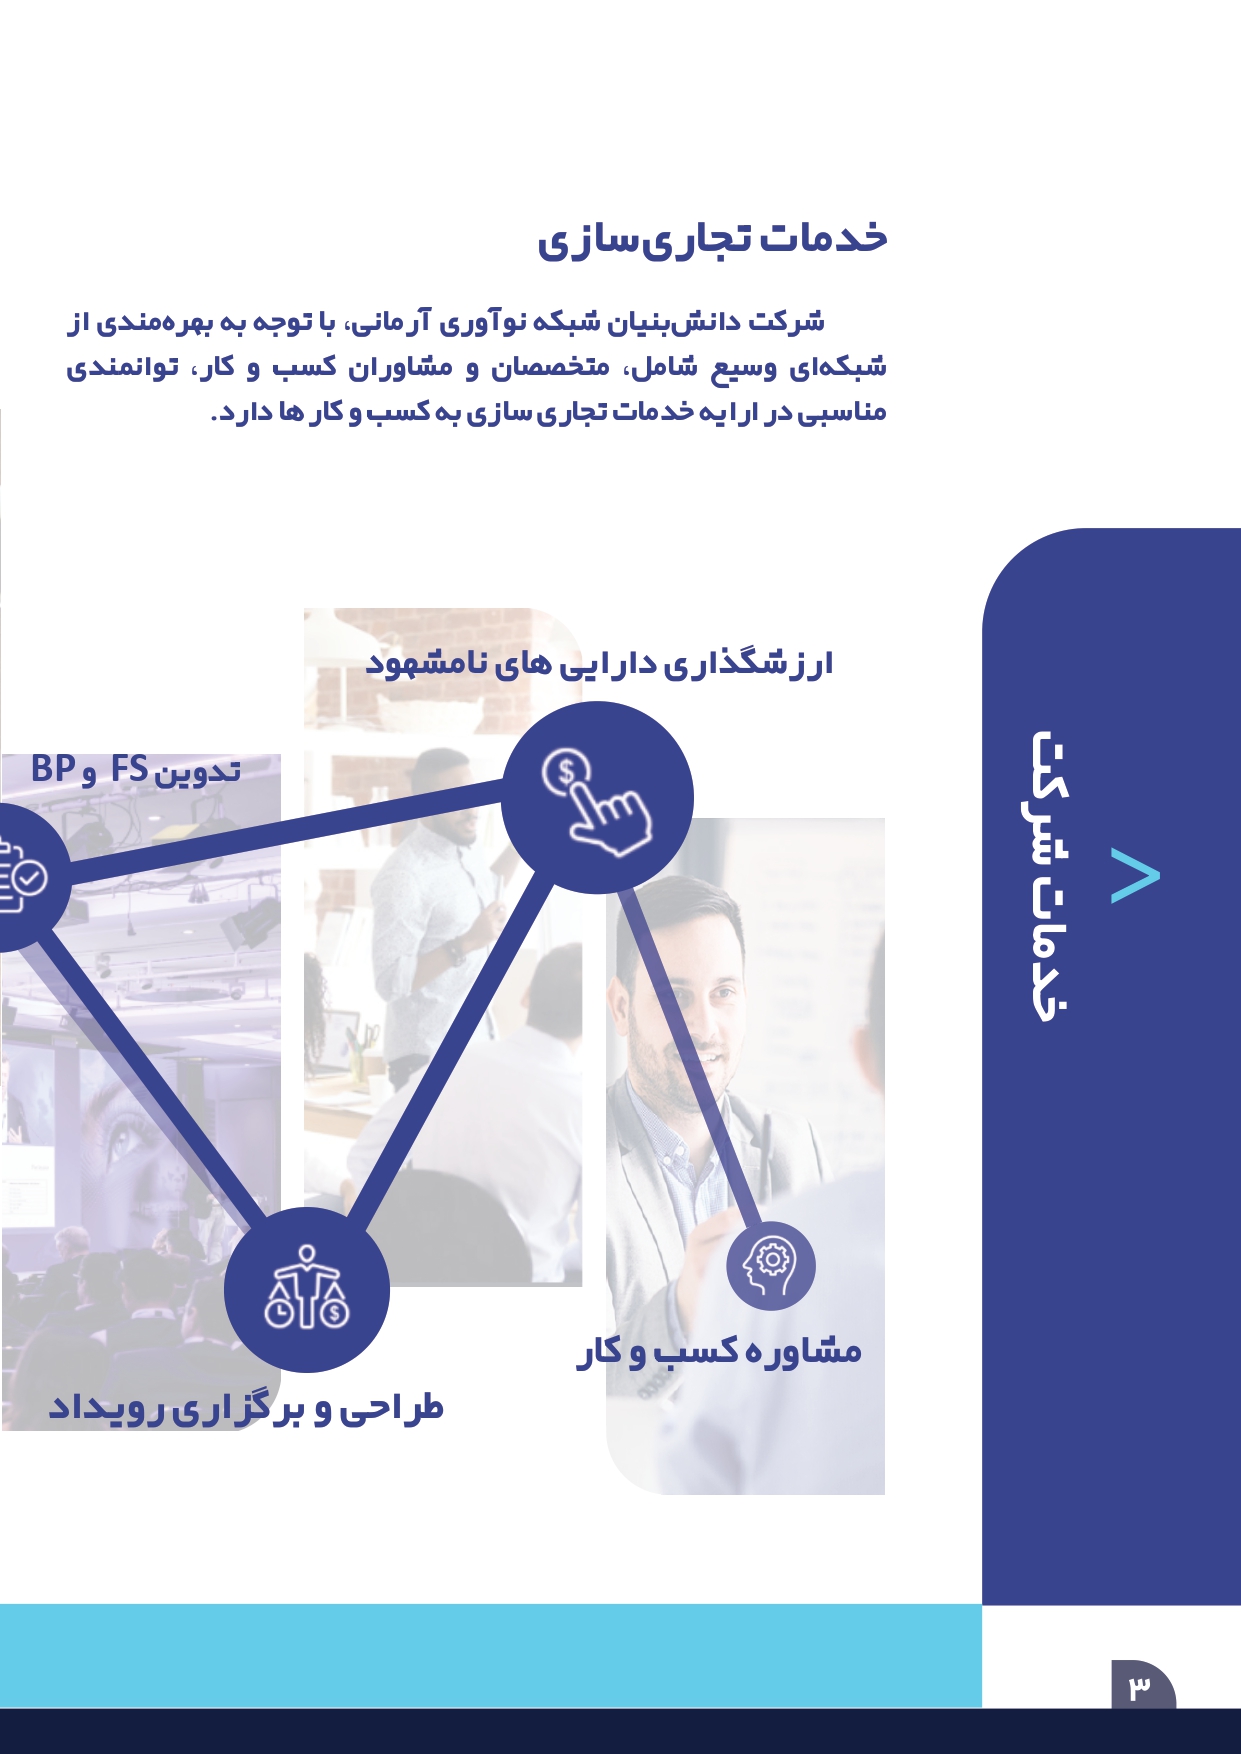 خدمات تجاری‌سازی
شرکت دانش‌بنیان شبکه نوآوری آرمانی، با توجه به بهره‌مندی از
شبکه‌ای وسیع شامل، متخصصان و مشاوران کسب و کار، توانمندی
مناسبی در ارایه خدمات تجاری سازی به کسب و کار ها دارد.
خدمات شرکت
>
ارزشگذاری دارایی های نامشهود
تدوین FS و BP
مشاوره کسب و کار
طراحی و برگزاری رویداد
۳